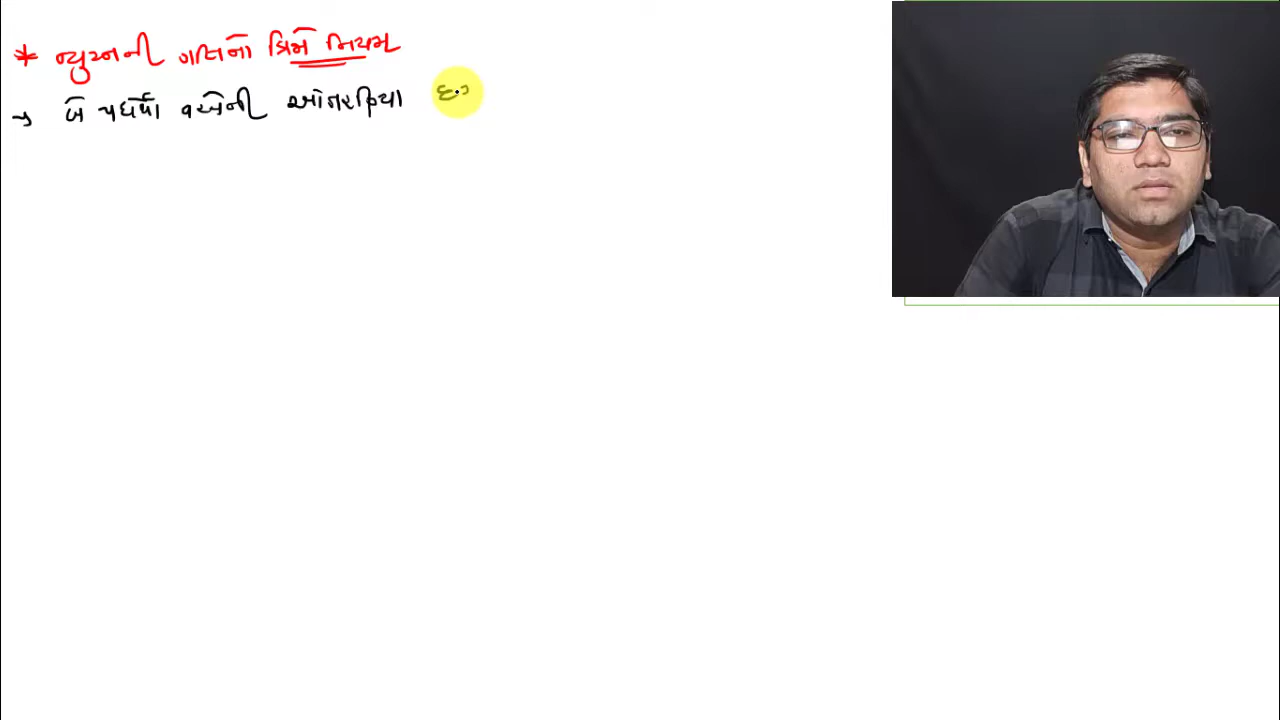 * ન્યુટનની ગતિનો ત્રિજો નિયમ
→ બે પદાર્થો વચ્ચેની આંતરક્રિયા